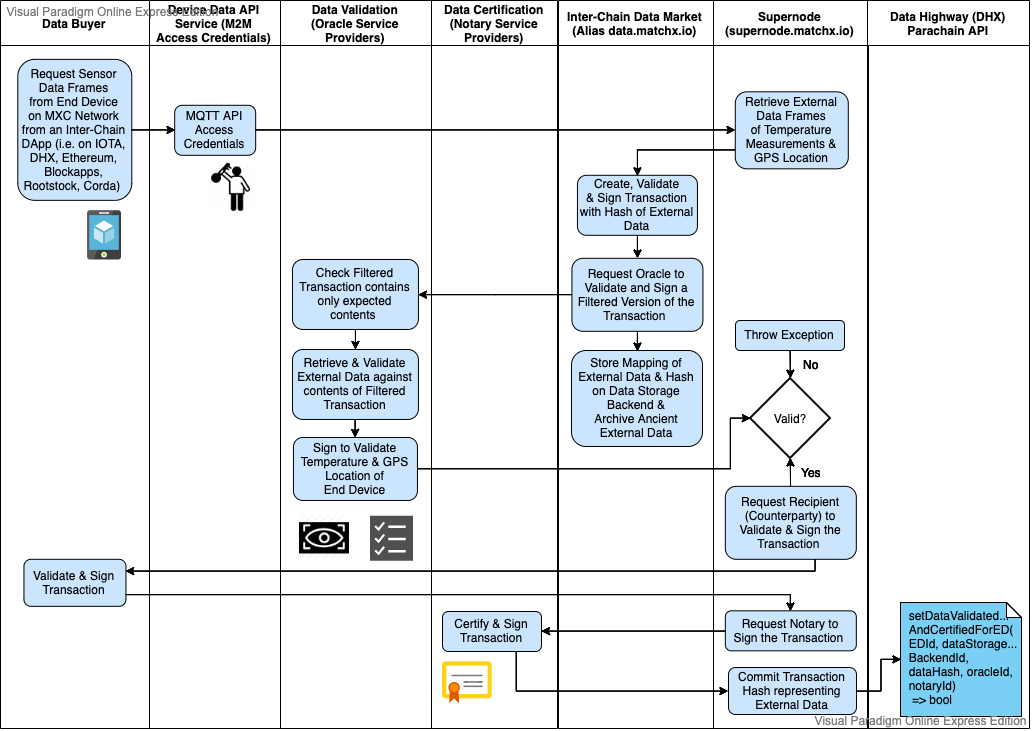 Visual Paradigm Online Express Edition
Data Buyer
Device Data API
Service (M2M
Access Credentials)
Data Validation
(Oracle Service
Providers)
Data Certification
(Notary Service
Providers)
Inter-Chain Data Market
(Alias data.matchx.io)
Supernode
(supernode.matchx.io)
Data Highway (DHX)
Parachain API
Request Sensor
Data Frames
from End Device
on MXC Network
from an Inter-Chain
DApp (i.e. on IOTA,
DHX, Ethereum,
Blockapps,
Rootstock, Corda)
MQTT API
Access
Credentials
Retrieve External
Data Frames
of Temperature
Measurements &
GPS Location
Create, Validate
& Sign Transaction
with Hash of External
Data
Request Oracle to
Validate and Sign a
Filtered Version of the
Transaction
Check Filtered
Transaction contains
only expected
contents
Retrieve & Validate
External Data against
contents of Filtered
Transaction
Store Mapping of
External Data & Hash
on Data Storage
Backend &
Archive Ancient
External Data
Throw Exception
No
Valid?
Yes
Sign to Validate
Temperature & GPS
Location of
End Device
Request Recipient
(Counterparty) to
Validate & Sign the
Transaction
Validate & Sign
Transaction
Request Notary to
Sign the Transaction
Certify & Sign
Transaction
Commit Transaction
Hash representing
External Data
setDataValidated...
AndCertifiedForED(
EDId, dataStorage...
BackendId,
dataHash, oracleId,
notaryId)
=> bool
Visual Paradigm Online Express Edition